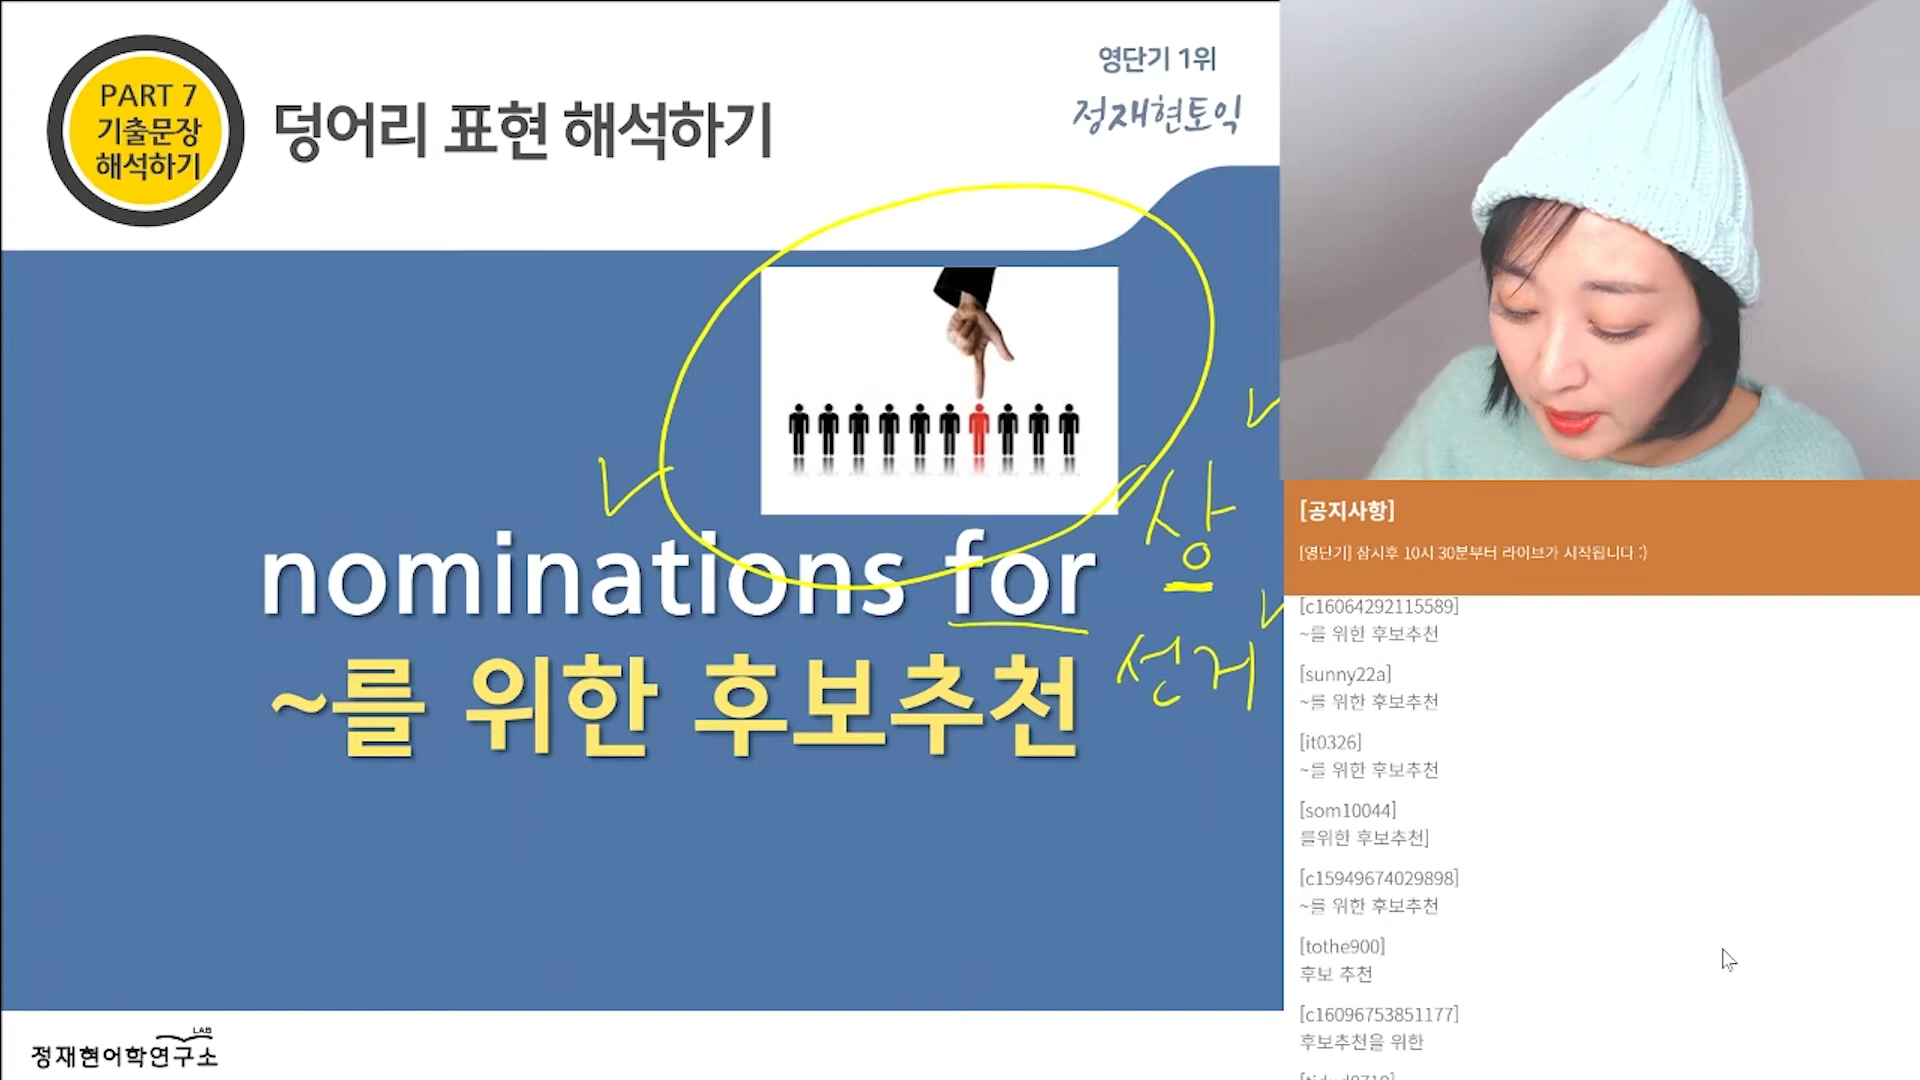 PART 7
기출문장
해석하기
덩어리 표현 해석하기
영단기 1위
정재현토익
nominations for
~를 위한 후보추천
상
선거
LAB
정재현어학연구소
[공지사항]
[영단기] 잠시후 10시 30분부터 라이브가 시작됩니다 :)
[c16064292115589]
~를 위한 후보추천
[sunny22a]
~를 위한 후보추천
[it0326]
~를 위한 후보추천
[som10044]
를위한 후보추천]
[c15949674029898]
~를 위한 후보추천
[tothe900]
후보 추천
[c16096753851177]
후보추천을 위한